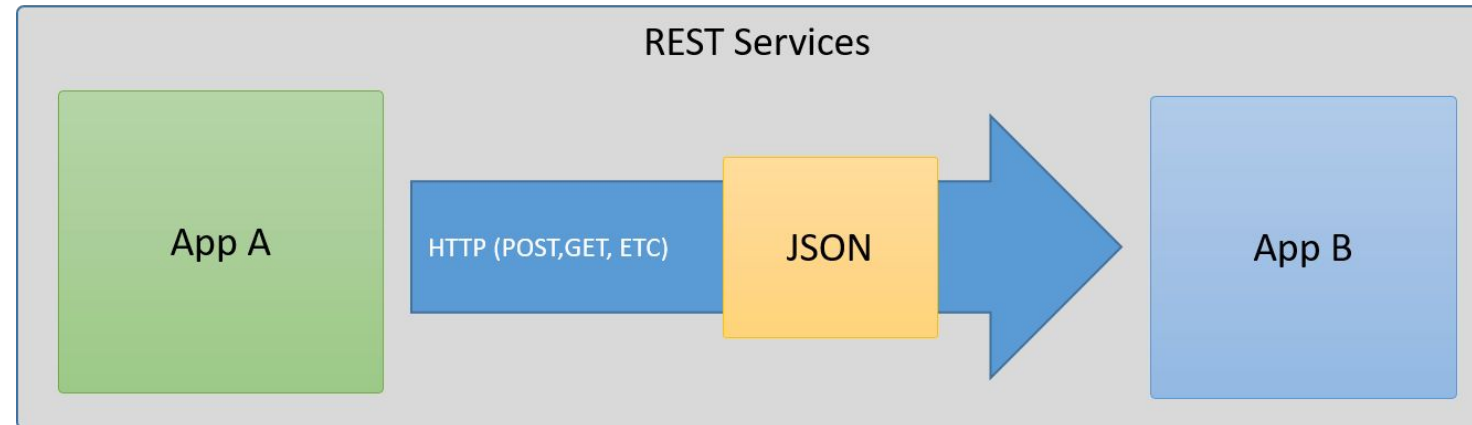 REST Services
App A
HTTP (POST,GET, ETC)
JSON
App B